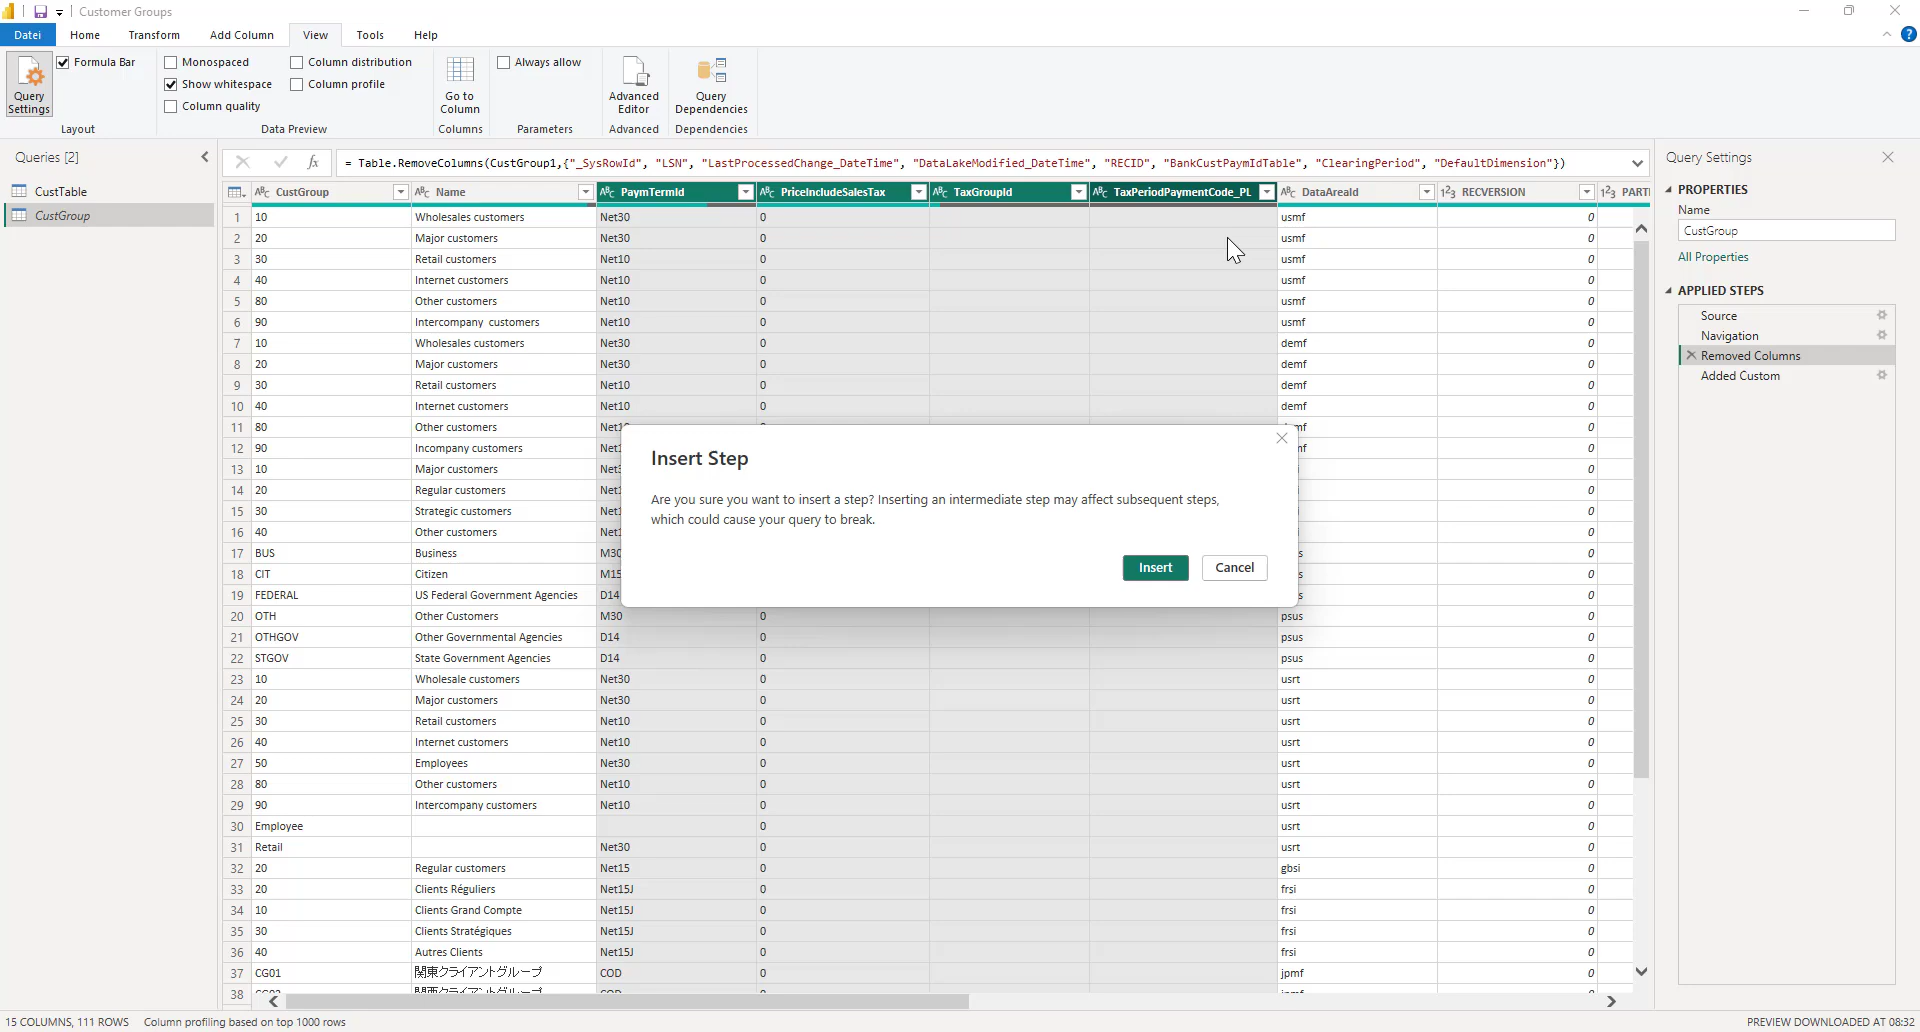 Customer Groups
Datei Home Transform Add Column View Tools Help
Query Settings
Formula Bar
Layout
Monospaced
Show whitespace
Column quality
Column distribution
Column profile
Data Preview
Go to Column
Columns
Always allow
Parameters
Advanced Editor
Advanced
Query Dependencies
Dependencies
Queries [2]
CustTable
CustGroup
= Table.RemoveColumns(CustGroup1,{"_SysRowId", "LSN", "LastProcessedChange_DateTime", "DataLakeModified_DateTime", "RECID", "BankCustPaymIdTable", "ClearingPeriod", "DefaultDimension"})
CustGroup Name PaymTermId PriceIncludeSalesTax TaxGroupId TaxPeriodPaymentCode_PL DataAreaId RECVERSION PARTI
1 10 Wholesales customers Net30 0 usmf 0
2 20 Major customers Net30 0 usmf 0
3 30 Retail customers Net10 0 usmf 0
4 40 Internet customers Net10 0 usmf 0
5 80 Other customers Net10 0 usmf 0
6 90 Intercompany  customers Net10 0 usmf 0
7 10 Wholesales customers Net30 0 demf 0
8 20 Major customers Net30 0 demf 0
9 30 Retail customers Net10 0 demf 0
10 40 Internet customers Net10 0 demf 0
11 80 Other customers 0
12 90 Incompany customers 0
13 10 Major customers 0
14 20 Regular customers 0
15 30 Strategic customers 0
16 40 Other customers 0
17 BUS Business M30 0
18 CIT Citizen M15 0
19 FEDERAL US Federal Government Agencies D14 0
20 OTH Other Customers M30 0 psus 0
21 OTHGOV Other Governmental Agencies D14 0 psus 0
22 STGOV State Government Agencies D14 0 psus 0
23 10 Wholesale customers Net30 0 usrt 0
24 20 Major customers Net30 0 usrt 0
25 30 Retail customers Net10 0 usrt 0
26 40 Internet customers Net10 0 usrt 0
27 50 Employees Net30 0 usrt 0
28 80 Other customers Net10 0 usrt 0
29 90 Intercompany customers Net10 0 usrt 0
30 Employee 0 usrt 0
31 Retail Net30 0 usrt 0
32 20 Regular customers Net15 0 gbsi 0
33 20 Clients Réguliers Net15J 0 frsi 0
34 10 Clients Grand Compte Net15J 0 frsi 0
35 30 Clients Stratégiques Net15J 0 frsi 0
36 40 Autres Clients Net15J 0 frsi 0
37 CG01 関東クライアントグループ COD 0 jpmf 0
38
Insert Step
Are you sure you want to insert a step? Inserting an intermediate step may affect subsequent steps,
which could cause your query to break.
Insert Cancel
Query Settings
PROPERTIES
Name
CustGroup
All Properties
APPLIED STEPS
Source
Navigation
Removed Columns
Added Custom
15 COLUMNS, 111 ROWS Column profiling based on top 1000 rows
PREVIEW DOWNLOADED AT 08:32